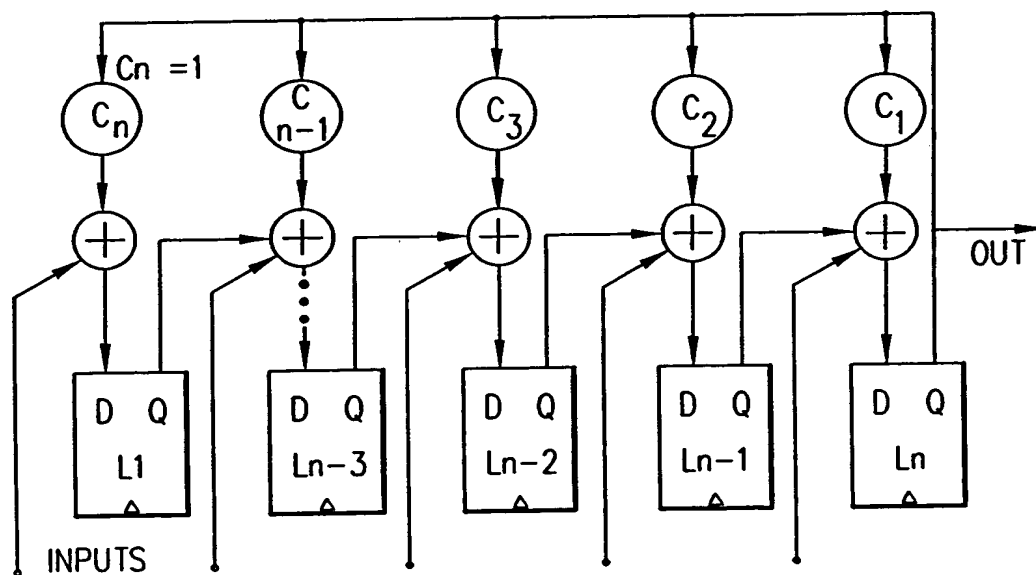 Cn =1
Cn
C n-1
C3
C2
C1
OUT
D Q
L1
D Q
Ln-3
D Q
Ln-2
D Q
Ln-1
D Q
Ln
INPUTS